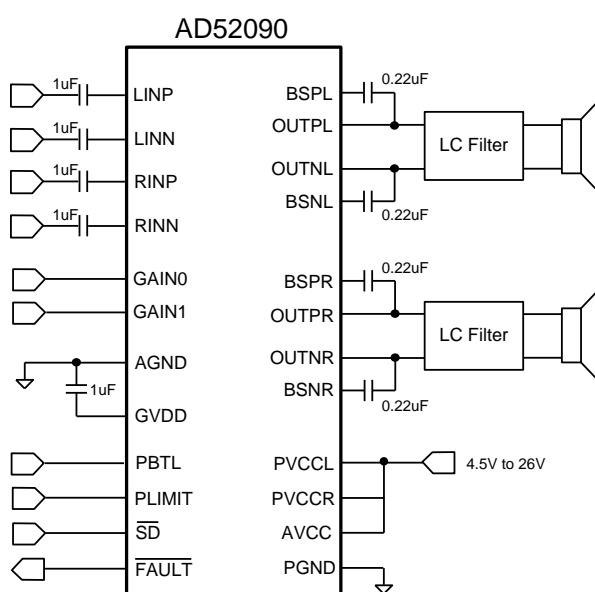 AD52090
1uF
LINP
1uF
LINN
1uF
RINP
1uF
RINN
GAIN0
GAIN1
AGND
1uF
GVDD
PBTL
PLIMIT
SD
FAULT
BSPL
0.22uF
OUTPL
LC Filter
OUTNL
BSNL
0.22uF
BSPR
0.22uF
OUTPR
LC Filter
OUTNR
BSNR
0.22uF
PVCCL
4.5V to 26V
PVCCR
AVCC
PGND